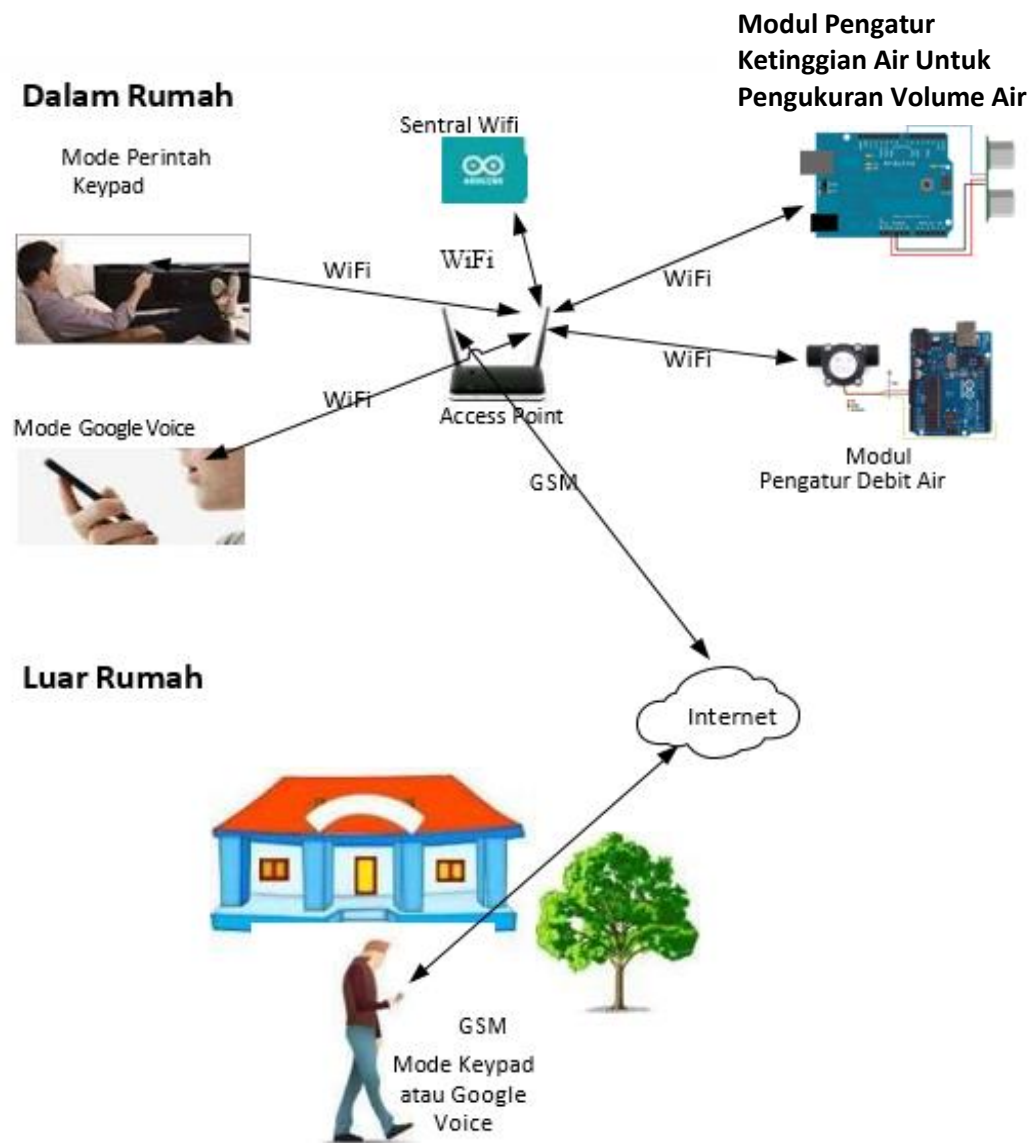 Modul Pengatur
Ketinggian Air Untuk
Pengukuran Volume Air
Dalam Rumah
Sentral Wifi
Mode Perintah
Keypad
ARDUINO
WiFi
WiFi
WiFi
WiFi
WiFi
Access Point
Mode Google Voice
Modul
Pengatur Debit Air
GSM
Luar Rumah
Internet
GSM
Mode Keypad
atau Google
Voice